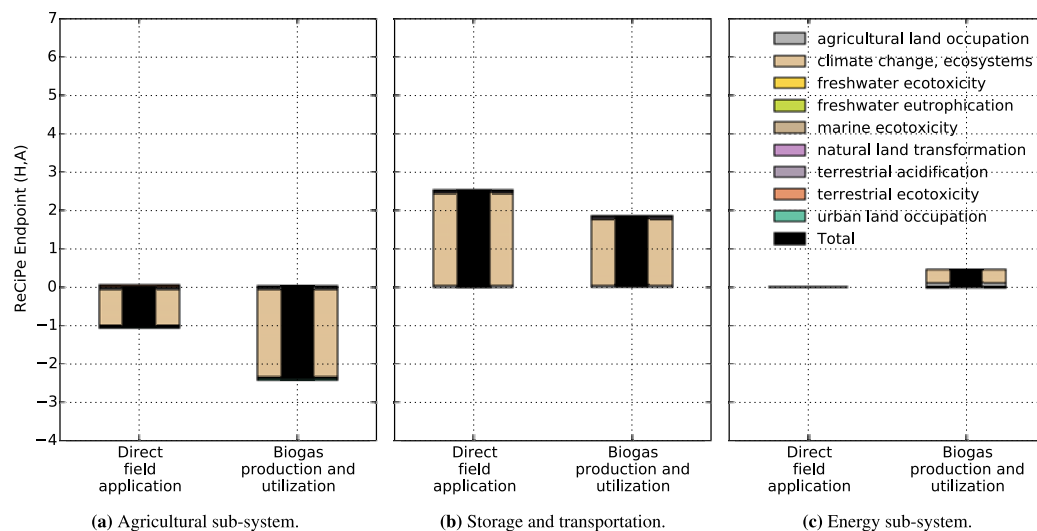 7
6
5
4
3
2
1
0
−1
−2
−3
−4
ReCiPe Endpoint (H,A)
agricultural land occupation
climate change, ecosystems
freshwater ecotoxicity
freshwater eutrophication
marine ecotoxicity
natural land transformation
terrestrial acidification
terrestrial ecotoxicity
urban land occupation
Total
Direct
field
application
Biogas
production and
utilization
Direct
field
application
Biogas
production and
utilization
Direct
field
application
Biogas
production and
utilization
(a) Agricultural sub-system.
(b) Storage and transportation.
(c) Energy sub-system.